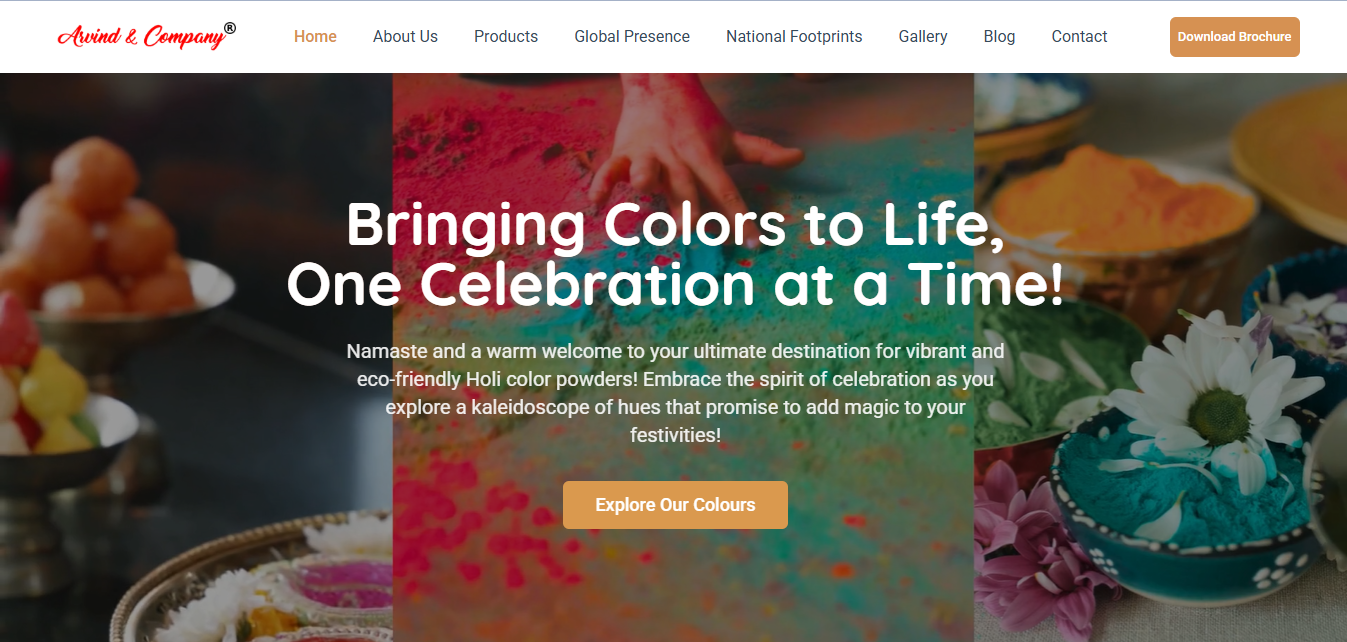 Arvind & Company®
Home
About Us
Products
Global Presence
National Footprints
Gallery
Blog
Contact
Download Brochure
Bringing Colors to Life,
One Celebration at a Time!
Namaste and a warm welcome to your ultimate destination for vibrant and
eco-friendly Holi color powders! Embrace the spirit of celebration as you
explore a kaleidoscope of hues that promise to add magic to your
festivities!
Explore Our Colours